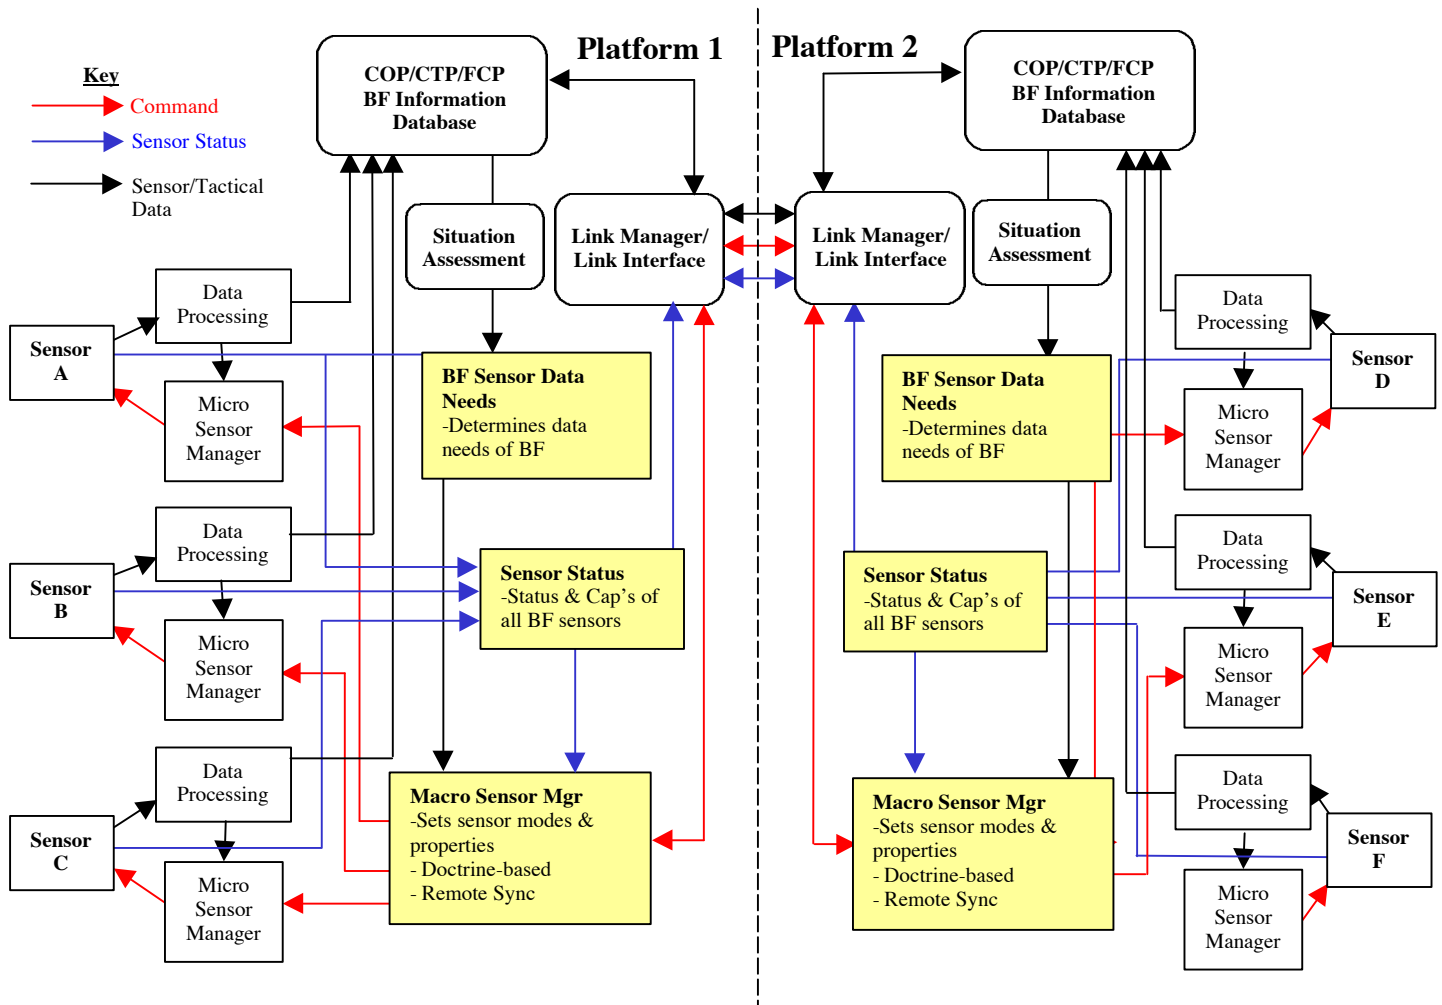 Platform 1
Platform 2
Key
Command
Sensor Status
Sensor/Tactical
Data
COP/CTP/FCP
BF Information
Database
Situation
Assessment
Link Manager/
Link Interface
Data
Processing
Sensor
A
Micro
Sensor
Manager
BF Sensor Data
Needs
-Determines data
needs of BF
Data
Processing
Sensor
B
Micro
Sensor
Manager
Sensor Status
-Status & Cap's of
all BF sensors
Data
Processing
Sensor
C
Micro
Sensor
Manager
Macro Sensor Mgr
-Sets sensor modes &
properties
- Doctrine-based
- Remote Sync
COP/CTP/FCP
BF Information
Database
Link Manager/
Link Interface
Situation
Assessment
Data
Processing
Sensor
D
Micro
Sensor
Manager
BF Sensor Data
Needs
-Determines data
needs of BF
Data
Processing
Sensor
E
Micro
Sensor
Manager
Sensor Status
-Status & Cap's of
all BF sensors
Data
Processing
Sensor
F
Micro
Sensor
Manager
Macro Sensor Mgr
-Sets sensor modes &
properties
- Doctrine-based
- Remote Sync